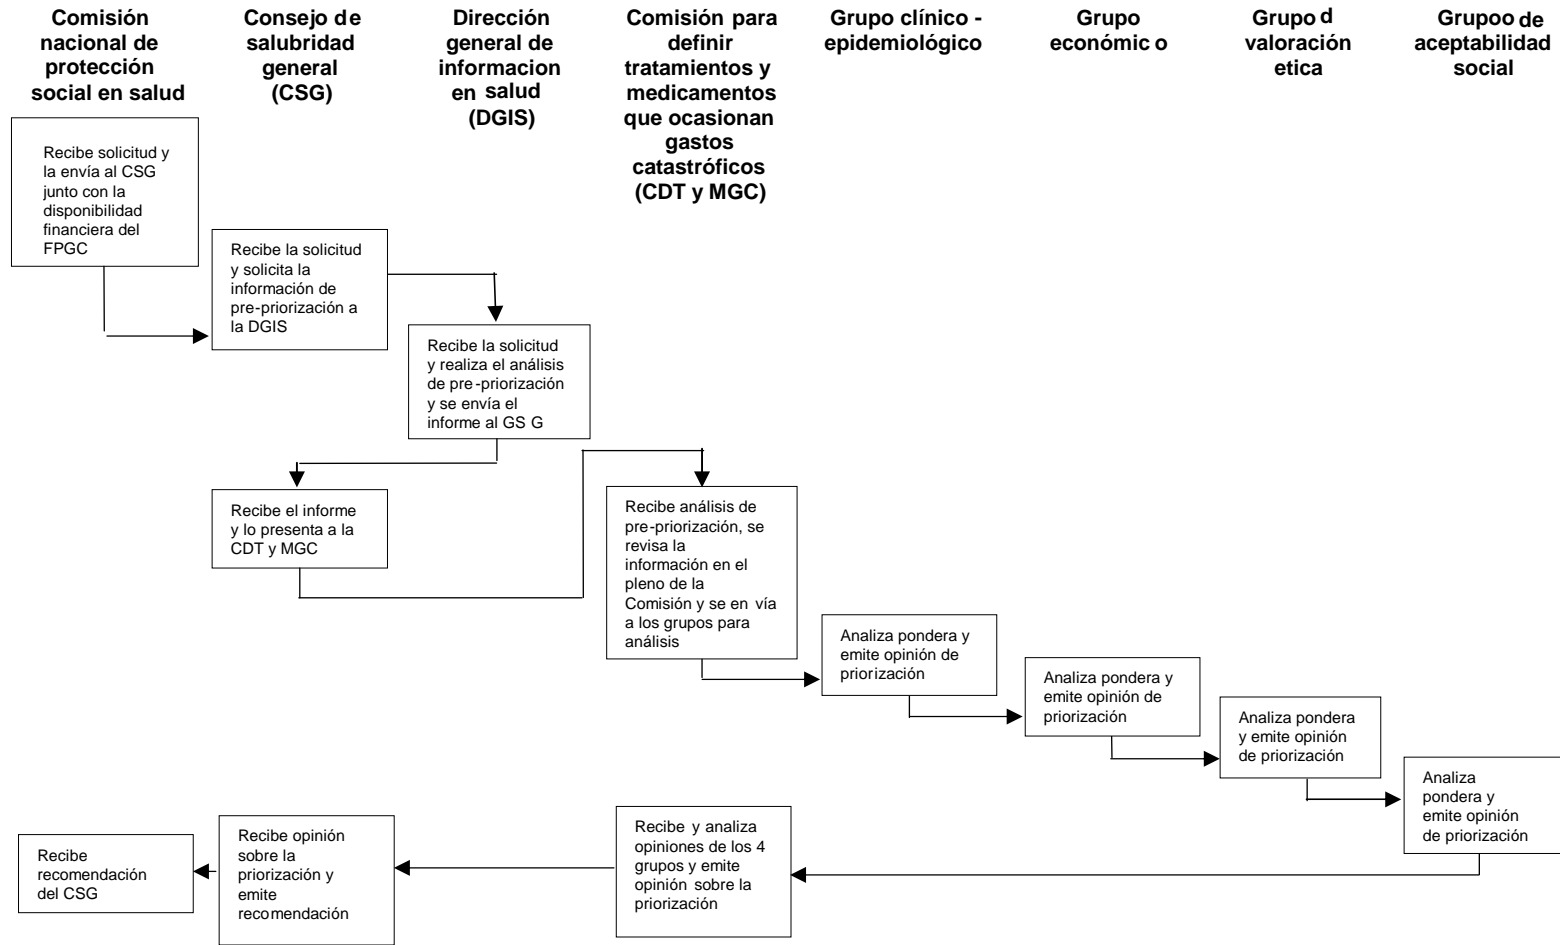 Comisión
nacional de
protección
social en salud
Consejo de
salubridad
general
(CSG)
Dirección
general de
informacion
en salud
(DGIS)
Comisión para
definir
tratamientos y
medicamentos
que ocasionan
gastos
catastróficos
(CDT y MGC)
Grupo clínico -
epidemiológico
Grupo
económic o
Grupo d
valoración
etica
Grupoo de
aceptabilidad
social
Recibe solicitud y
la envía al CSG
junto con la
disponibilidad
financiera del
FPGC
Recibe la solicitud
y solicita la
información de
pre-priorización a
la DGIS
Recibe la solicitud
y realiza el análisis
de pre-priorización
y se envía el
informe al GS G
Recibe el informe
y lo presenta a la
CDT y MGC
Recibe análisis de
pre-priorización, se
revisa la
información en el
pleno de la
Comisión y se en vía
a los grupos para
análisis
Analiza pondera y
emite opinión de
priorización
Analiza pondera y
emite opinión de
priorización
Analiza pondera
y emite opinión
de priorización
Analiza
pondera y
emite opinión
de priorización
Recibe y analiza
opiniones de los 4
grupos y emite
opinión sobre la
priorización
Recibe opinión
sobre la
priorización y
emite
recomendación
Recibe
recomendación
del CSG